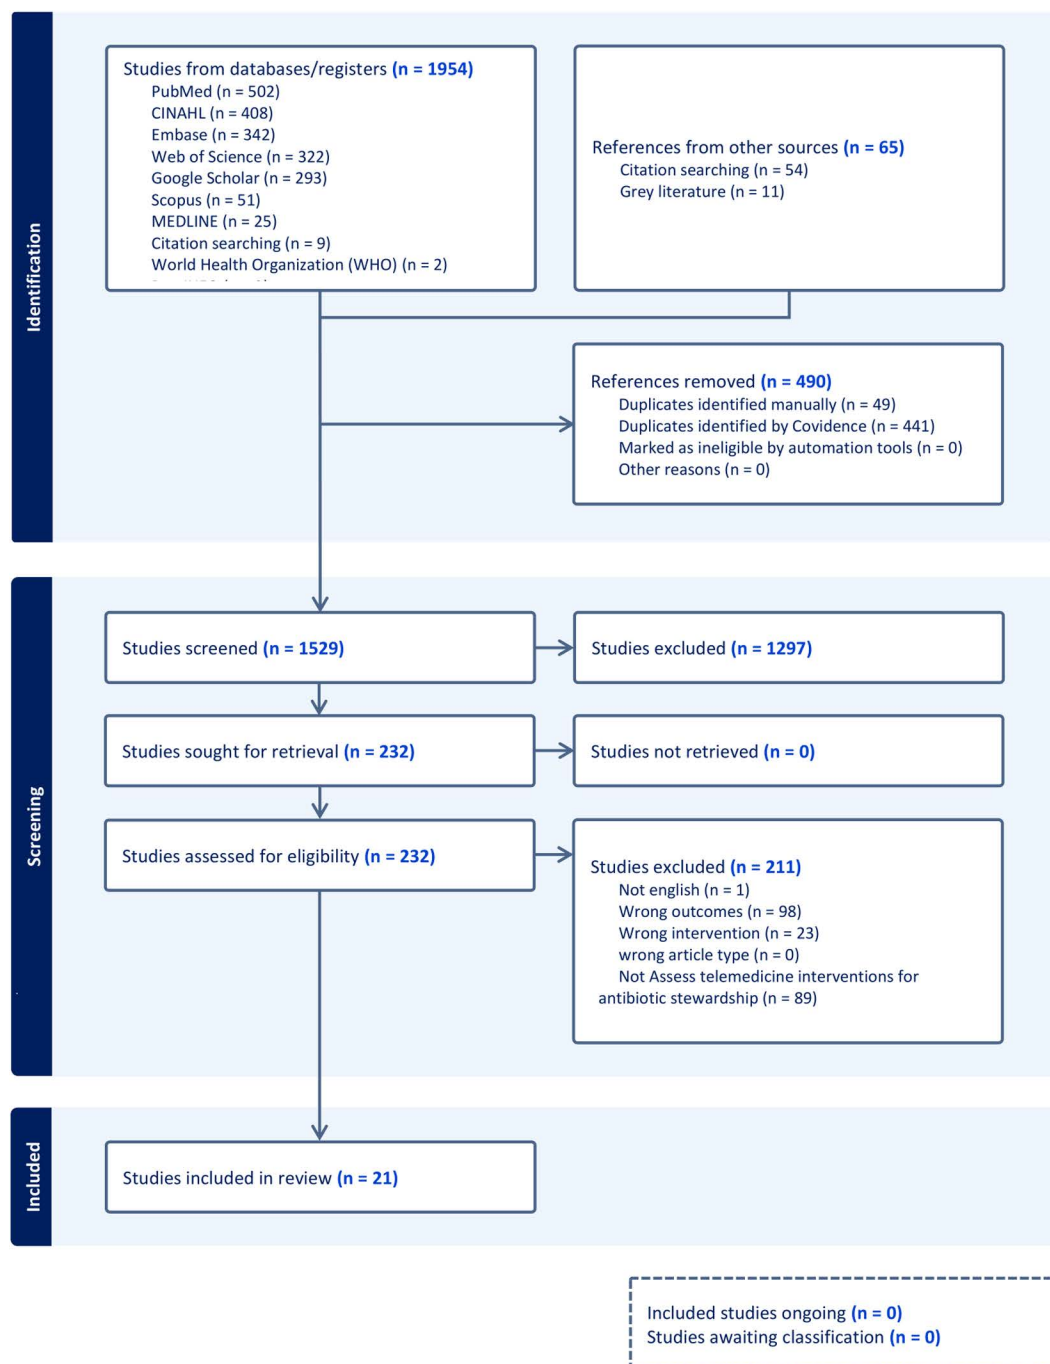 Identification
Studies from databases/registers (n = 1954)
PubMed (n = 502)
CINAHL (n = 408)
Embase (n = 342)
Web of Science (n = 322)
Google Scholar (n = 293)
Scopus (n = 51)
MEDLINE (n = 25)
Citation searching (n = 9)
World Health Organization (WHO) (n = 2)
References from other sources (n = 65)
Citation searching (n = 54)
Grey literature (n = 11)
References removed (n = 490)
Duplicates identified manually (n = 49)
Duplicates identified by Covidence (n = 441)
Marked as ineligible by automation tools (n = 0)
Other reasons (n = 0)
Screening
Studies screened (n = 1529)
Studies excluded (n = 1297)
Studies sought for retrieval (n = 232)
Studies not retrieved (n = 0)
Studies assessed for eligibility (n = 232)
Studies excluded (n = 211)
Not english (n = 1)
Wrong outcomes (n = 98)
Wrong intervention (n = 23)
wrong article type (n = 0)
Not Assess telemedicine interventions for
antibiotic stewardship (n = 89)
Included
Studies included in review (n = 21)
Included studies ongoing (n = 0)
Studies awaiting classification (n = 0)